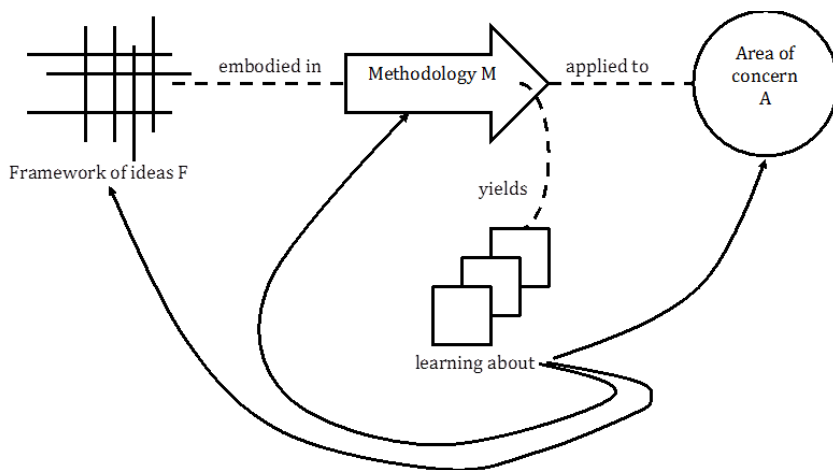 embodied in
Methodology M
applied to
Area of
concern
A
Framework of ideas F
yields
learning about